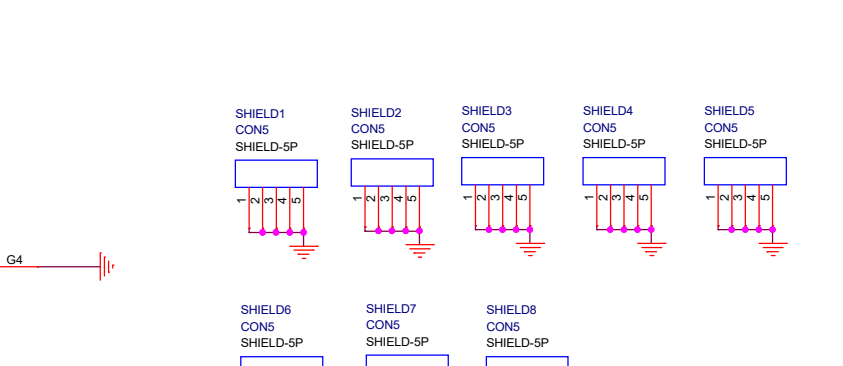 SHIELD1
CON5
SHIELD-5P
1 2 3 4 5
SHIELD2
CON5
SHIELD-5P
1 2 3 4 5
SHIELD3
CON5
SHIELD-5P
1 2 3 4 5
SHIELD4
CON5
SHIELD-5P
1 2 3 4 5
SHIELD5
CON5
SHIELD-5P
1 2 3 4 5
G4
SHIELD6
CON5
SHIELD-5P
SHIELD7
CON5
SHIELD-5P
SHIELD8
CON5
SHIELD-5P